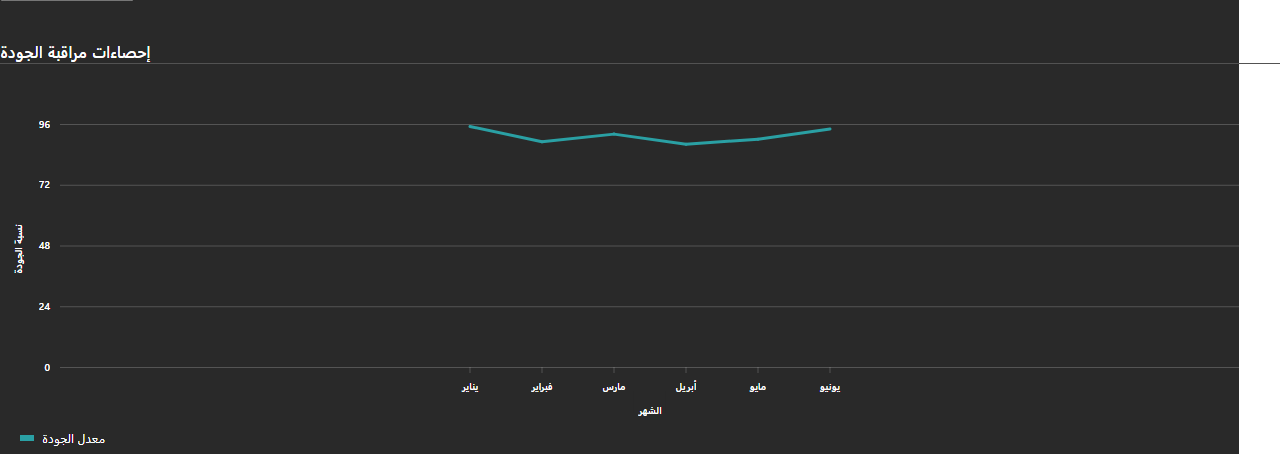 إحصاءات مراقبة الجودة
96
72
48
24
0
نسبة الجودة
يناير
فبراير
مارس
أبريل
مايو
يونيو
الشهر
معدل الجودة